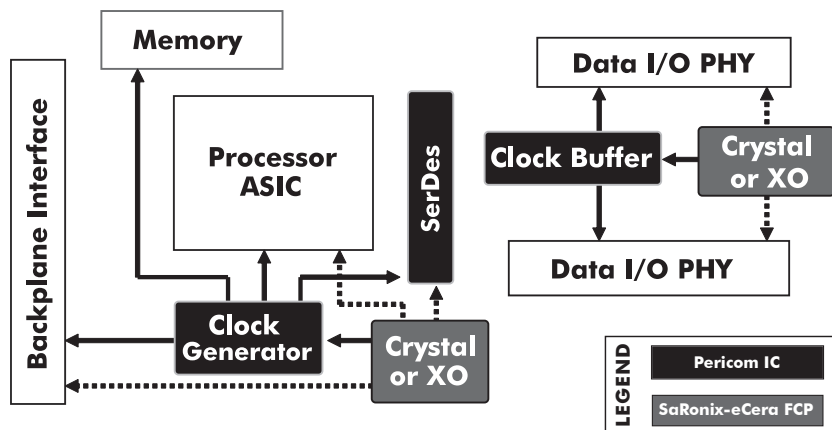 Memory
Data I/O PHY
Backplane Interface
Processor
ASIC
SerDes
Clock Buffer
Crystal
or XO
Data I/O PHY
Clock
Generator
Crystal
or XO
LEGEND
Pericom IC
SaRonix-eCera FCP